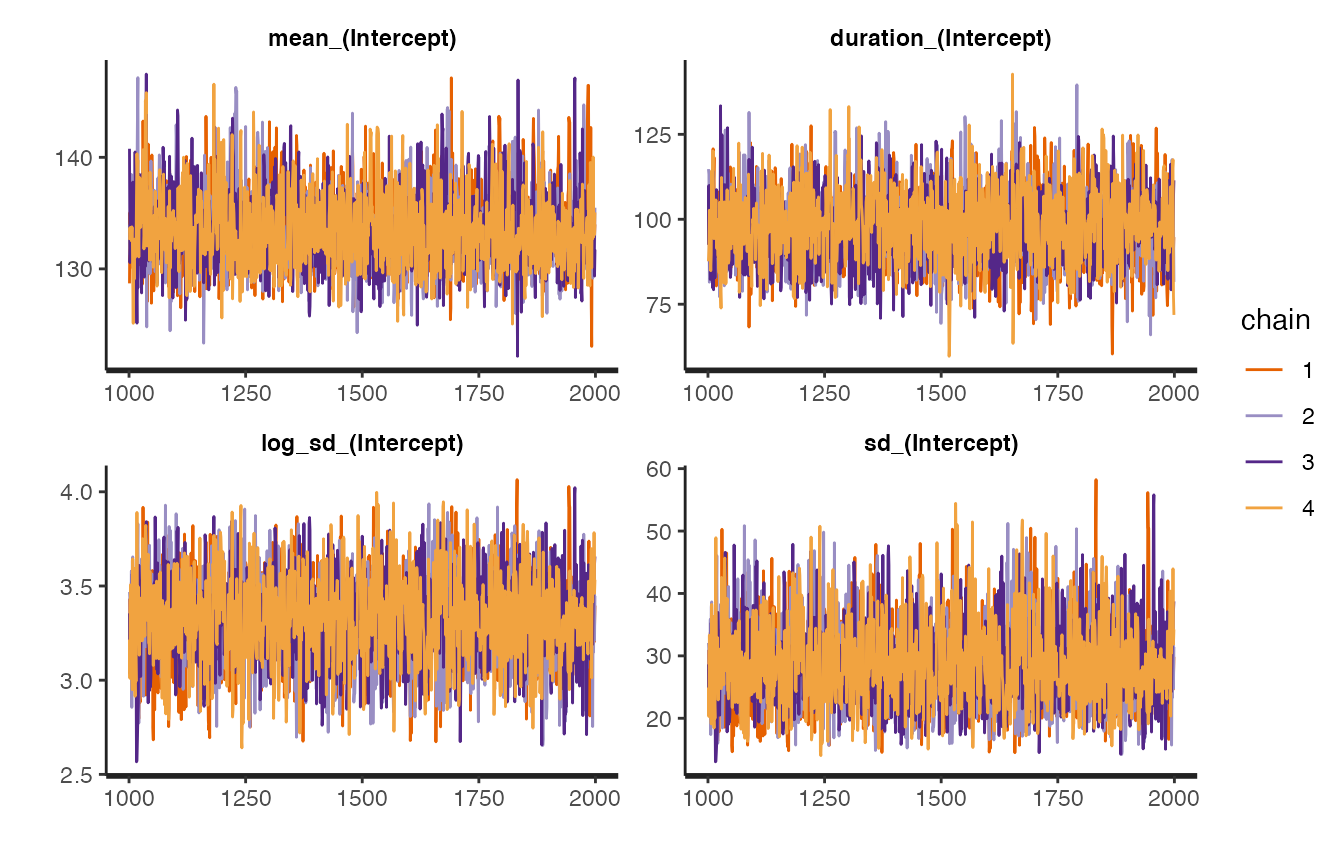 mean_(Intercept)
140
130
1000 1250 1500 1750 2000
duration_(Intercept)
125
100
75
1000 1250 1500 1750 2000
log_sd_(Intercept)
4.0
3.5
3.0
2.5
1000 1250 1500 1750 2000
sd_(Intercept)
60
50
40
30
20
1000 1250 1500 1750 2000
chain
1
2
3
4